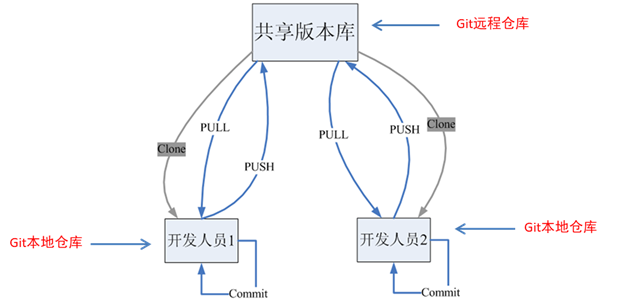 共享版本库
Git远程仓库
PULL
PULL
PUSH
Clone
Clone
PUSH
Git本地仓库
开发人员1
开发人员2
Git本地仓库
Commit
Commit